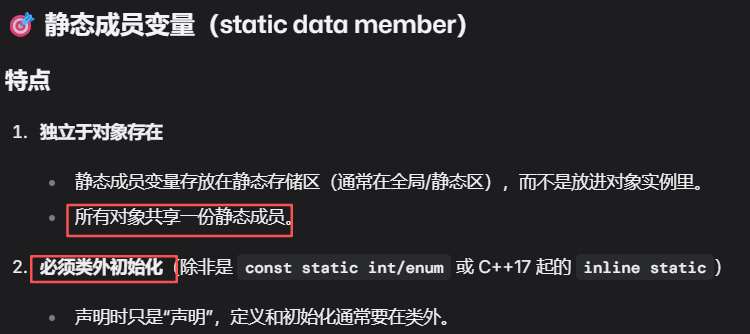 🎯 静态成员变量（static data member）
特点
1. 独立于对象存在
• 静态成员变量存放在静态存储区（通常在全局/静态区），而不是放进对象实例里。
• 所有对象共享一份静态成员。
2. 必须类外初始化（除非是 const static int/enum 或 C++17 起的 inline static）
• 声明时只是“声明”，定义和初始化通常要在类外。